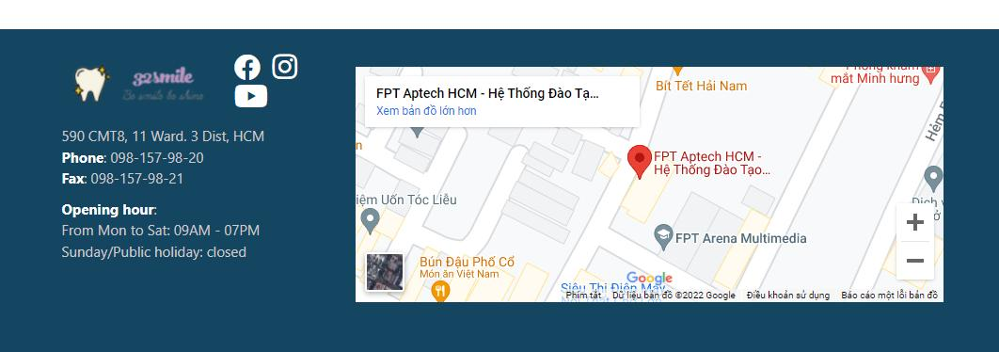 32smile
Be smile be shine
590 CMT8, 11 Ward. 3 Dist, HCM
Phone: 098-157-98-20
Fax: 098-157-98-21
Opening hour:
From Mon to Sat: 09AM - 07PM
Sunday/Public holiday: closed
FPT Aptech HCM - Hệ Thống Đào Tạ...
Xem bản đồ lớn hơn
Bít Tết Hải Nam
Phòng khám
mắt Minh hưng
Hẻm
n
FPT Aptech HCM -
Hệ Thống Đào Tạo...
iệm Uốn Tóc Liễu
Dịch v
ở
FPT Arena Multimedia
Bún Đậu Phố Cổ
Món ăn Việt Nam
Google
Siêu Thị Điện Máy
Phím tắt
Dữ liệu bản đồ ©2022 Google
Điều khoản sử dụng
Báo cáo một lỗi bản đồ